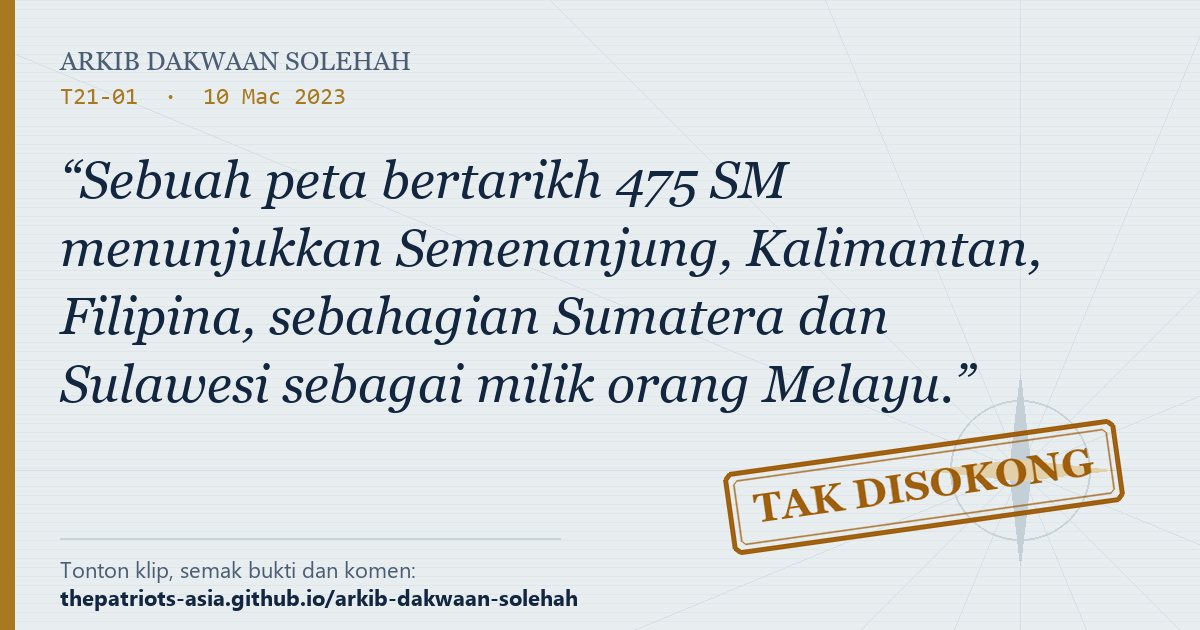 ARKIB DAKWAAN SOLEHAH
T21-01 · 10 Mac 2023
“Sebuah peta bertarikh 475 SM
menunjukkan Semenanjung, Kalimantan,
Filipina, sebahagian Sumatera dan
Sulawesi sebagai milik orang Melayu.”
TAK DISOKONG
Tonton klip, semak bukti dan komen:
thepatriots-asia.github.io/arkib-dakwaan-solehah